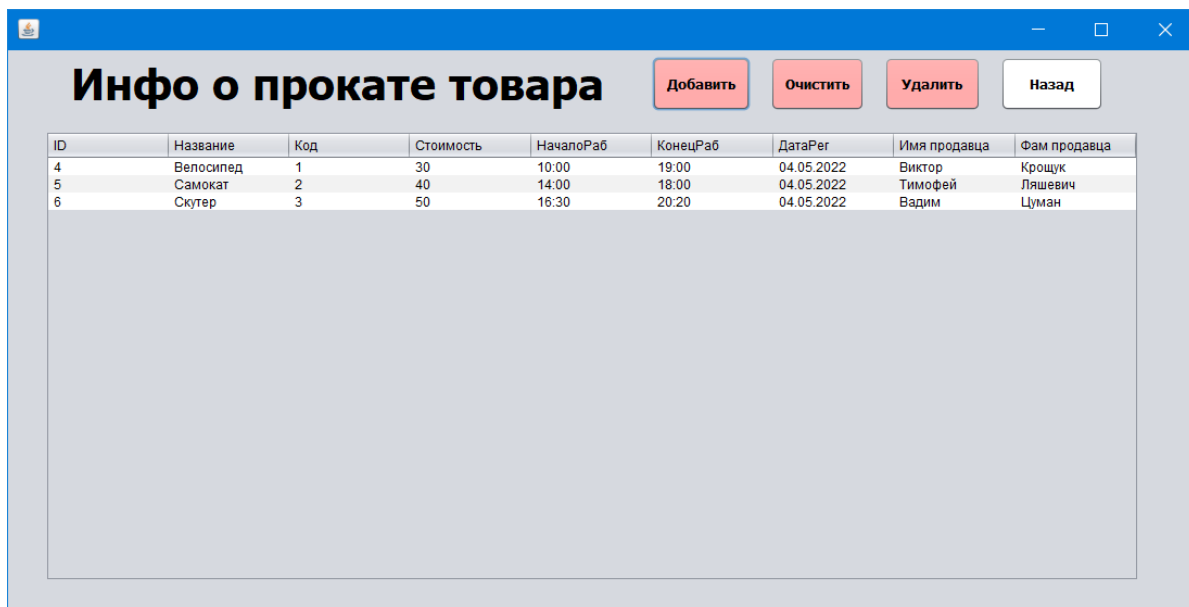 Инфо о прокате товара Добавить Очистить Удалить Назад
ID Название Код Стоимость НачалоРаб КонецРаб ДатаРег Имя продавца Фам продавца
4 Велосипед 1 30 10:00 19:00 04.05.2022 Виктор Крощук
5 Самокат 2 40 14:00 18:00 04.05.2022 Тимофей Ляшевич
6 Скутер 3 50 16:30 20:20 04.05.2022 Вадим Цуман